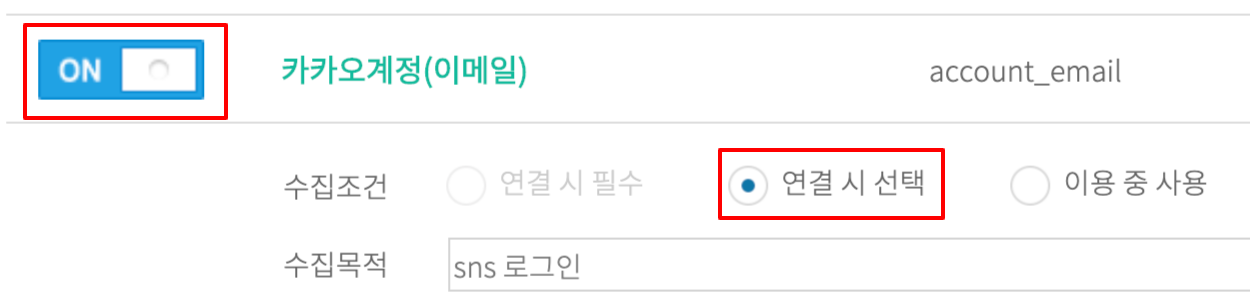 ON 카카오계정(이메일) account_email
수집조건 연결 시 필수 연결 시 선택 이용 중 사용
수집목적 sns 로그인